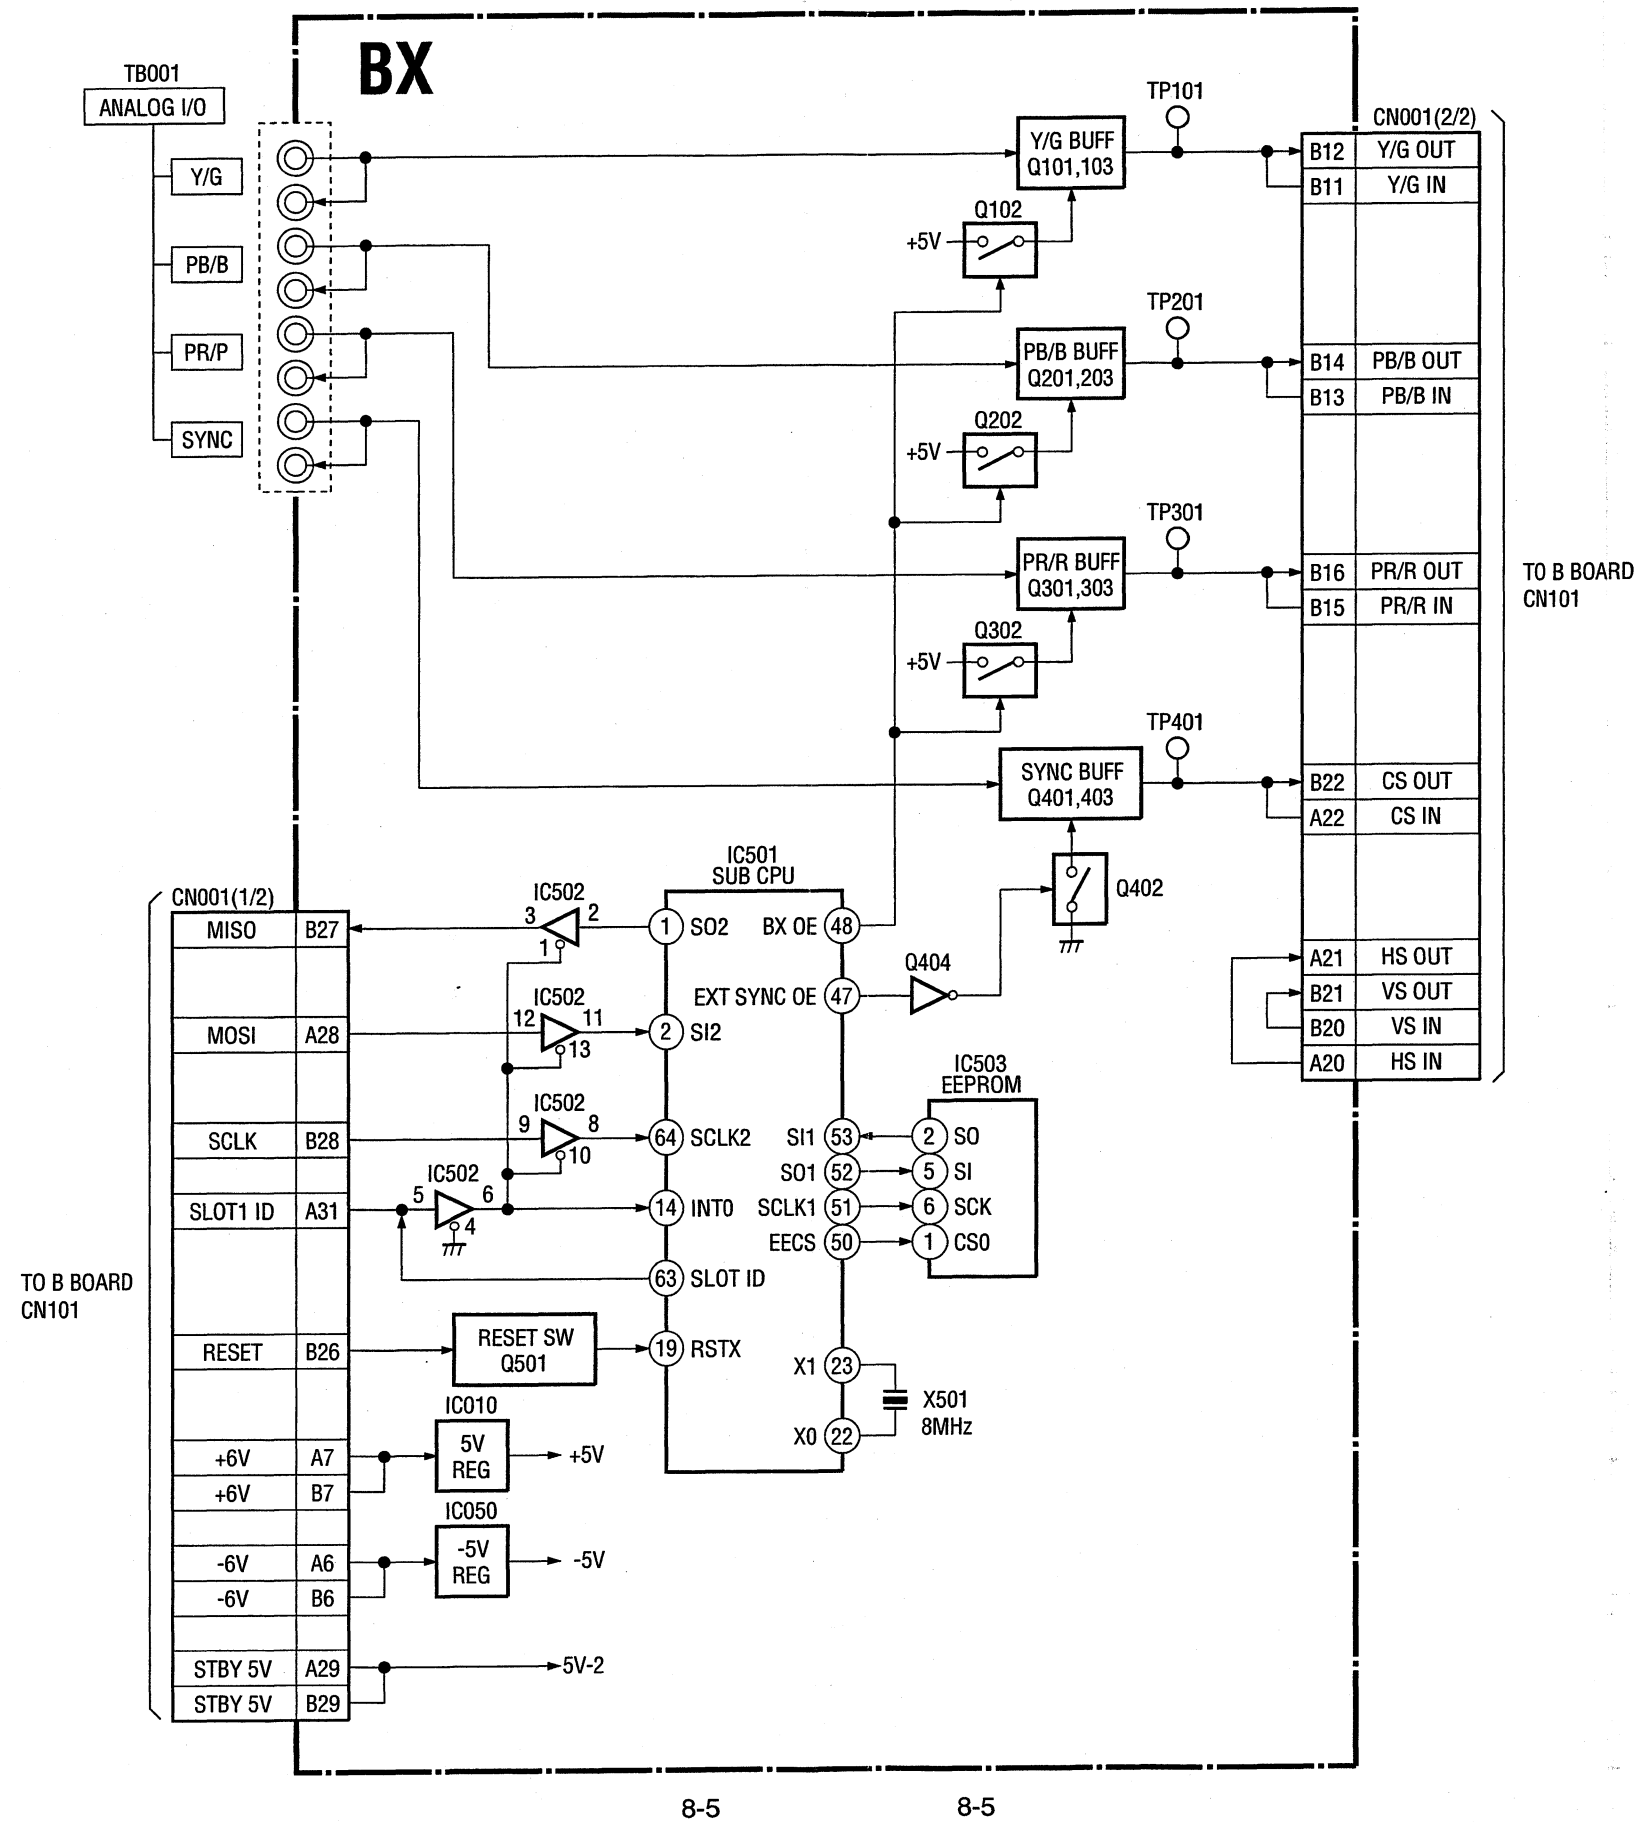 BX
TB001
ANALOG I/O
Y/G
PB/B
PR/P
SYNC
TP101
CN001(2/2)
Y/G BUFF
Q101,103
B12 Y/G OUT
B11 Y/G IN
Q102
+5V
TP201
PB/B BUFF
Q201,203
B14 PB/B OUT
B13 PB/B IN
Q202
+5V
TP301
PR/R BUFF
Q301,303
B16 PR/R OUT
B15 PR/R IN
TO B BOARD
CN101
Q302
+5V
TP401
SYNC BUFF
Q401,403
B22 CS OUT
A22 CS IN
Q402
A21 HS OUT
B21 VS OUT
B20 VS IN
A20 HS IN
CN001(1/2)
MISO B27
MOSI A28
SCLK B28
SLOT1 ID A31
TO B BOARD
CN101
RESET B26
+6V A7
+6V B7
-6V A6
-6V B6
STBY 5V A29
STBY 5V B29
IC502
3 2
1
IC502
12 11
13
IC502
9 8
10
IC502
5 6
4
RESET SW
Q501
IC010
5V
REG
+5V
IC050
-5V
REG
-5V
5V-2
IC501
SUB CPU
1 SO2
BX OE 48
EXT SYNC OE 47
2 SI2
64 SCLK2
SI1 53
SO1 52
14 INT0
SCLK1 51
EECS 50
63 SLOT ID
19 RSTX
X1 23
X0 22
Q404
IC503
EEPROM
2 SO
5 SI
6 SCK
1 CS0
X501
8MHz
8-5 8-5